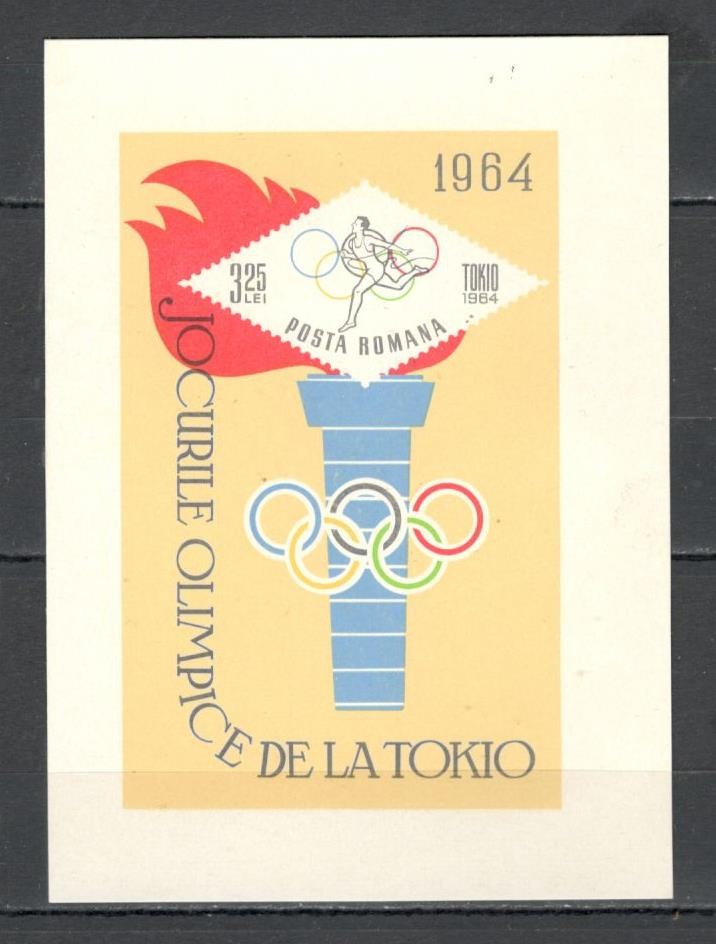 1964
3.25
LEI
TOKIO
1964
POSTA ROMANA
JOCURILE OLIMPICE DE LA TOKIO